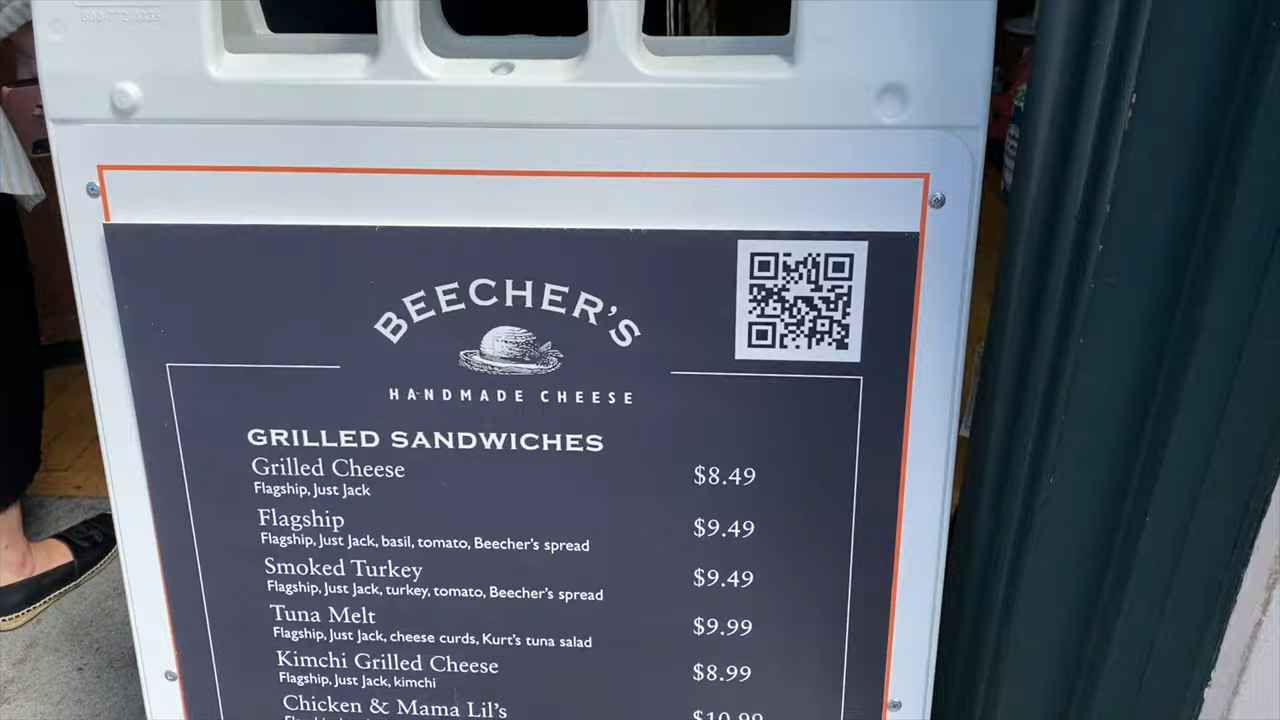 BEECHER'S
HANDMADE CHEESE
GRILLED SANDWICHES
Grilled Cheese $8.49
Flagship, Just Jack
Flagship $9.49
Flagship, Just Jack, basil, tomato, Beecher's spread
Smoked Turkey $9.49
Flagship, Just Jack, turkey, tomato, Beecher's spread
Tuna Melt $9.99
Flagship, Just Jack, cheese curds, Kurt's tuna salad
Kimchi Grilled Cheese $8.99
Flagship, Just Jack, kimchi
Chicken & Mama Lil's $10.99